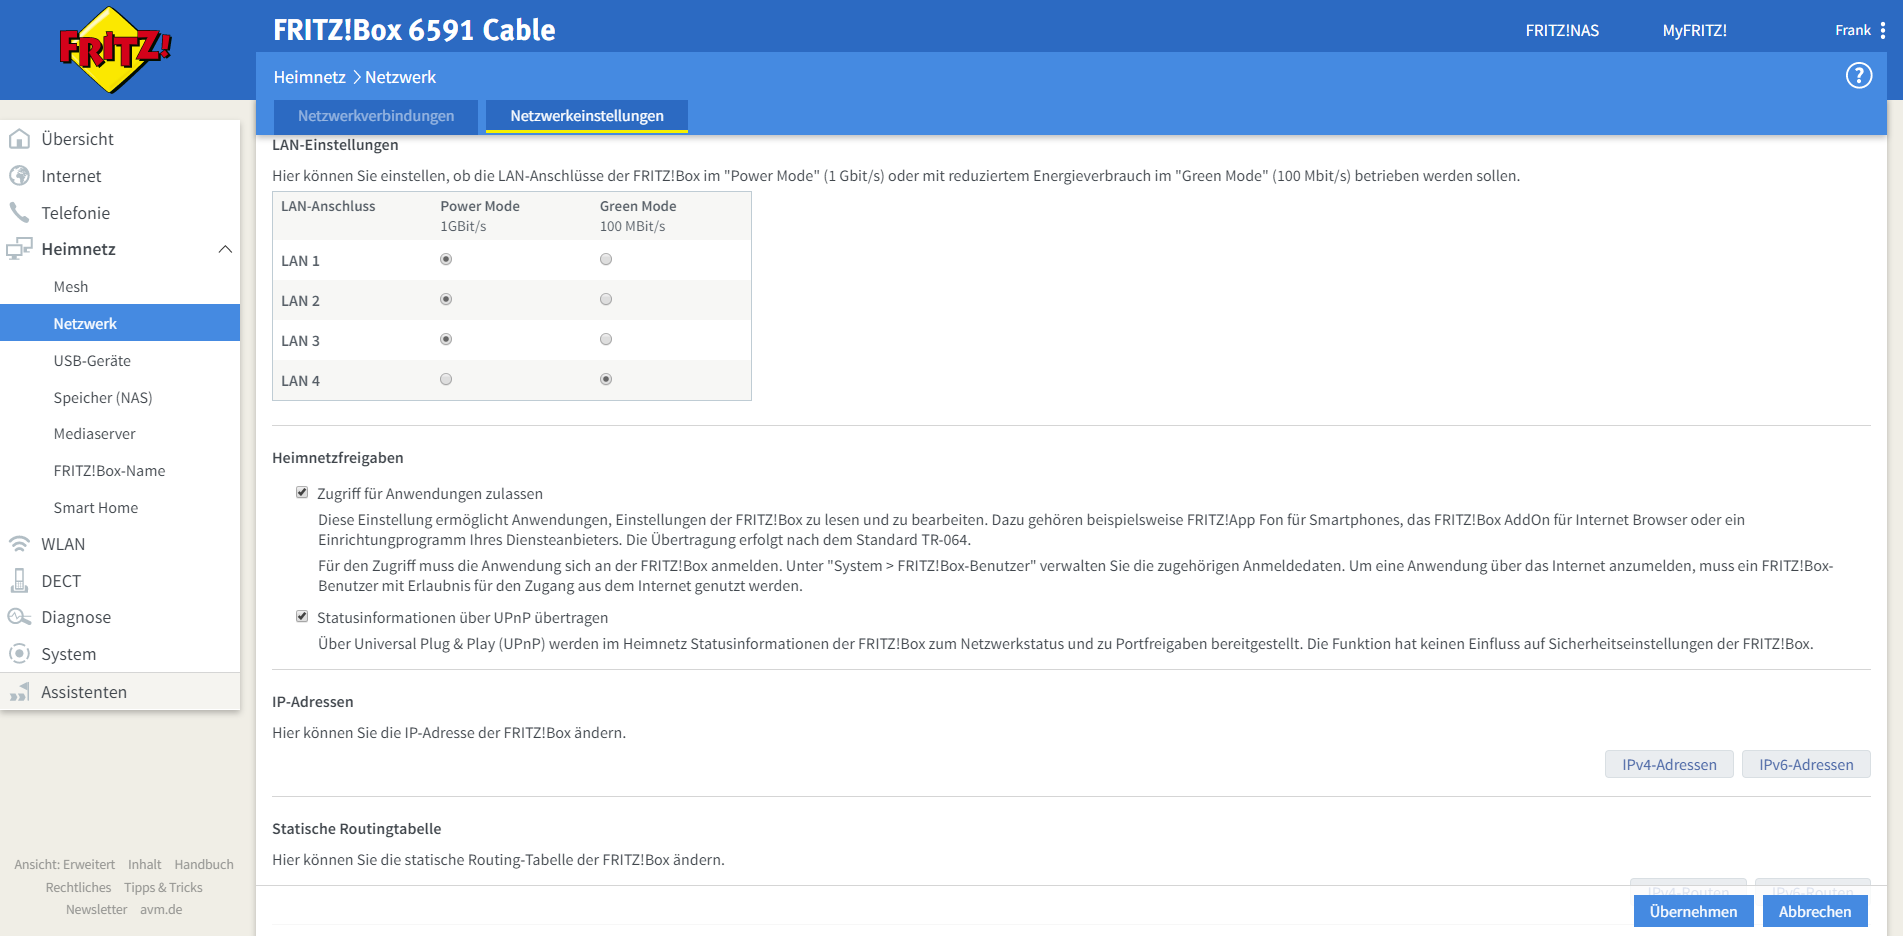 FRITZ!
FRITZ!Box 6591 Cable
FRITZ!NAS
MyFRITZ!
Frank
Heimnetz > Netzwerk
Netzwerkverbindungen
Netzwerkeinstellungen
Übersicht
Internet
Telefonie
Heimnetz
Mesh
Netzwerk
USB-Geräte
Speicher (NAS)
Mediaserver
FRITZ!Box-Name
Smart Home
WLAN
DECT
Diagnose
System
Assistenten
Ansicht: Erweitert Inhalt Handbuch
Rechtliches Tipps & Tricks
Newsletter avm.de
LAN-Einstellungen
Hier können Sie einstellen, ob die LAN-Anschlüsse der FRITZ!Box im "Power Mode" (1 Gbit/s) oder mit reduziertem Energieverbrauch im "Green Mode" (100 Mbit/s) betrieben werden sollen.
LAN-Anschluss Power Mode Green Mode
1GBit/s 100 MBit/s
LAN 1
LAN 2
LAN 3
LAN 4
Heimnetzfreigaben
Zugriff für Anwendungen zulassen
Diese Einstellung ermöglicht Anwendungen, Einstellungen der FRITZ!Box zu lesen und zu bearbeiten. Dazu gehören beispielsweise FRITZ!App Fon für Smartphones, das FRITZ!Box AddOn für Internet Browser oder ein
Einrichtungprogramm Ihres Diensteanbieters. Die Übertragung erfolgt nach dem Standard TR-064.
Für den Zugriff muss die Anwendung sich an der FRITZ!Box anmelden. Unter "System > FRITZ!Box-Benutzer" verwalten Sie die zugehörigen Anmeldedaten. Um eine Anwendung über das Internet anzumelden, muss ein FRITZ!Box-
Benutzer mit Erlaubnis für den Zugang aus dem Internet genutzt werden.
Statusinformationen über UPnP übertragen
Über Universal Plug & Play (UPnP) werden im Heimnetz Statusinformationen der FRITZ!Box zum Netzwerkstatus und zu Portfreigaben bereitgestellt. Die Funktion hat keinen Einfluss auf Sicherheitseinstellungen der FRITZ!Box.
IP-Adressen
Hier können Sie die IP-Adresse der FRITZ!Box ändern.
IPv4-Adressen IPv6-Adressen
Statische Routingtabelle
Hier können Sie die statische Routing-Tabelle der FRITZ!Box ändern.
IPv4-Routen IPv6-Routen
Übernehmen Abbrechen